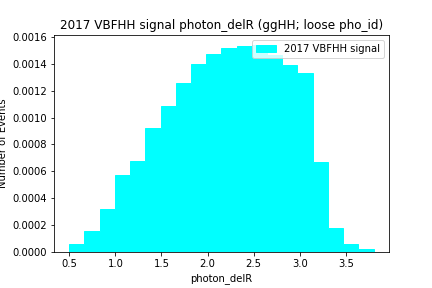 2017 VBFHH signal photon_delR (ggHH; loose pho_id)
0.0016
0.0014
0.0012
0.0010
0.0008
0.0006
0.0004
0.0002
0.0000
Number of Events
2017 VBFHH signal
0.5 1.0 1.5 2.0 2.5 3.0 3.5
photon_delR